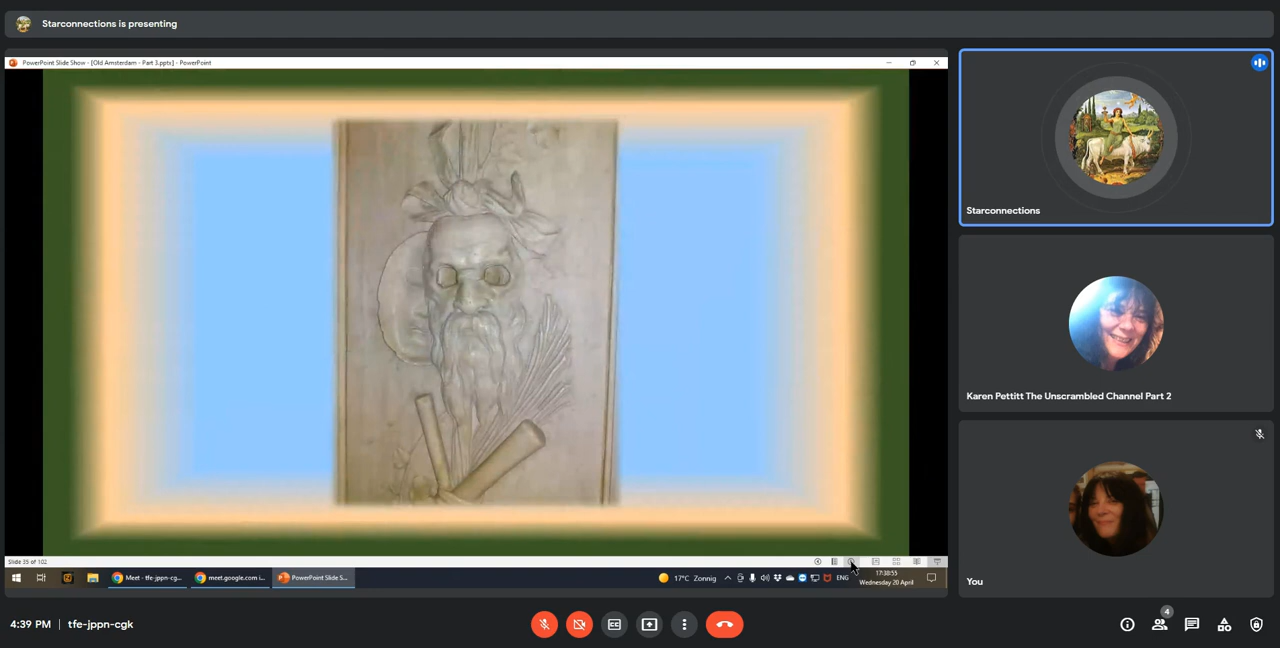 Starconnections is presenting
PowerPoint Slide Show - [Old Amsterdam - Part 3.pptx] - PowerPoint
Starconnections
Karen Pettitt The Unscrambled Channel Part 2
You
Slide 35 of 102
Meet - tfe-jppn-cg...
meet.google.com i...
PowerPoint Slide S...
17°C Zonnig
ENG
17:38:55
Wednesday 20 April
4:39 PM | tfe-jppn-cgk
CC
4